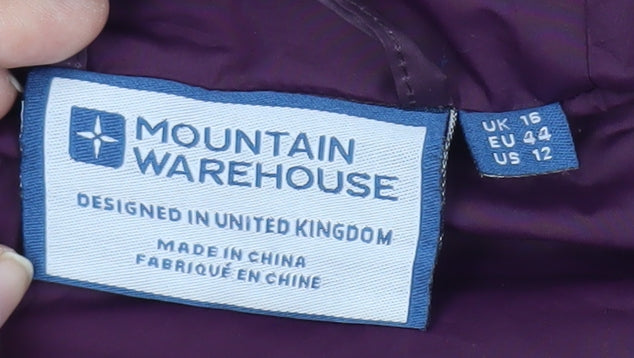 MOUNTAIN
WAREHOUSE
DESIGNED IN UNITED KINGDOM
MADE IN CHINA
FABRIQUÉ EN CHINE
UK 16
EU 44
US 12